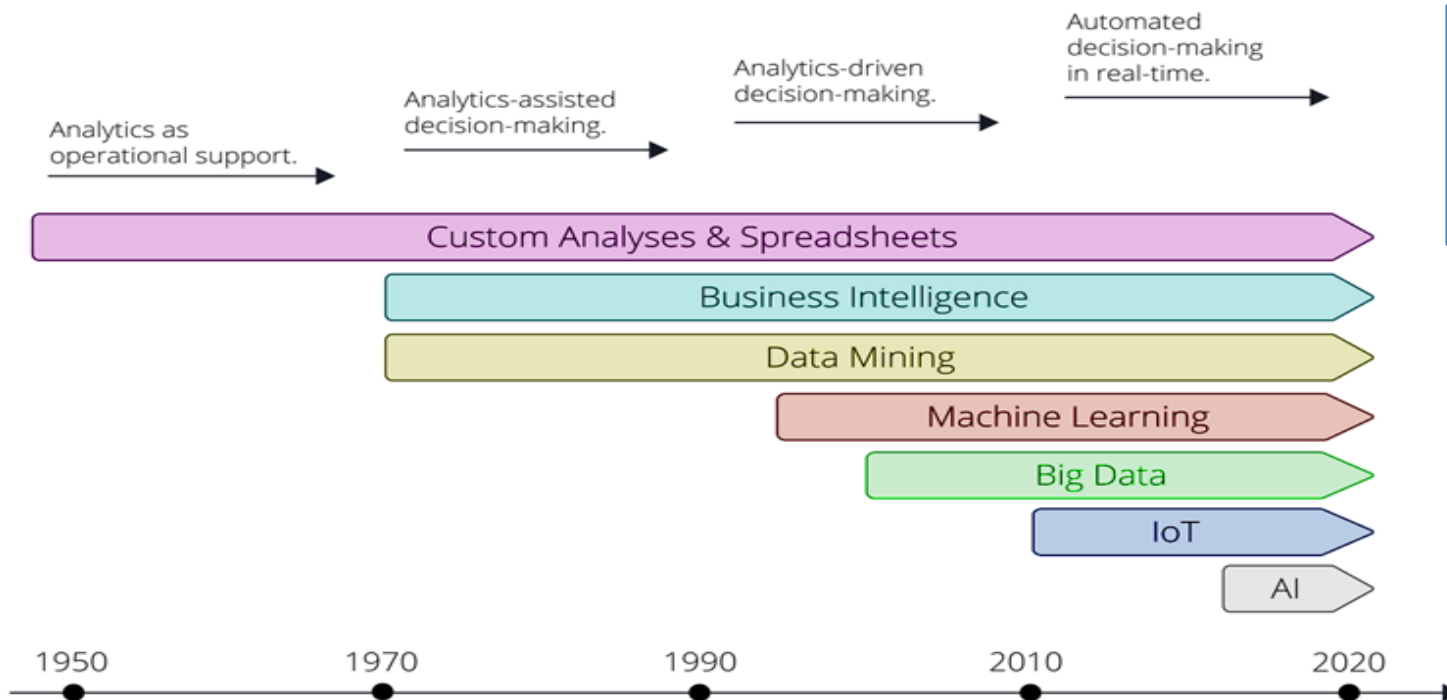 Analytics as
operational support.
Analytics-assisted
decision-making.
Analytics-driven
decision-making.
Automated
decision-making
in real-time.
Custom Analyses & Spreadsheets
Business Intelligence
Data Mining
Machine Learning
Big Data
IoT
AI
1950
1970
1990
2010
2020